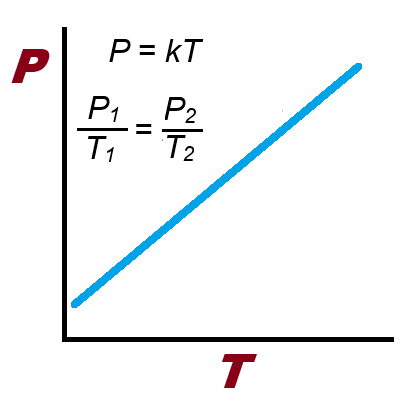 P
P = kT
P₁/T₁ = P₂/T₂
T